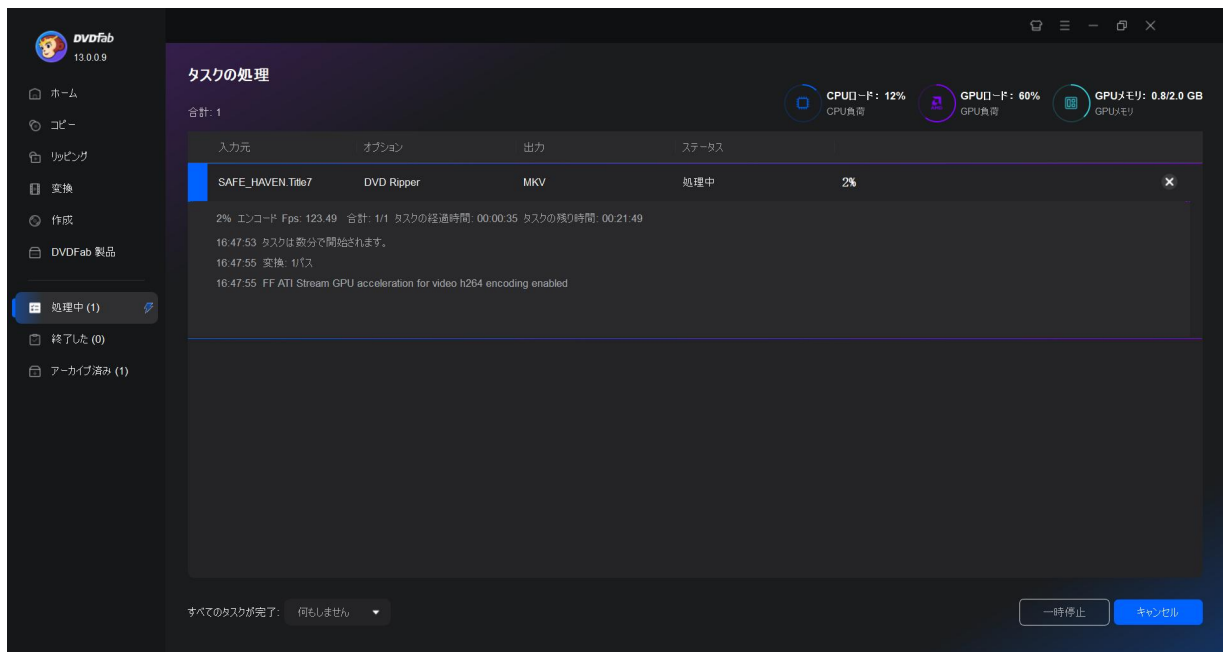 DVDFab
13.0.0.9
ホーム
コピー
リッピング
変換
作成
DVDFab 製品
処理中 (1)
終了した (0)
アーカイブ済み (1)
タスクの処理
合計: 1
CPUロード: 12%
CPU負荷
GPUロード: 60%
GPU負荷
GPUメモリ: 0.8/2.0 GB
GPUメモリ
入力元 オプション 出力 ステータス
SAFE_HAVEN.Title7 DVD Ripper MKV 処理中 2%
2% エンコード Fps: 123.49 合計: 1/1 タスクの経過時間: 00:00:35 タスクの残り時間: 00:21:49
16:47:53 タスクは数分で開始されます。
16:47:55 変換: 1パス
16:47:55 FF ATI Stream GPU acceleration for video h264 encoding enabled
すべてのタスクが完了: 何もしません
一時停止 キャンセル